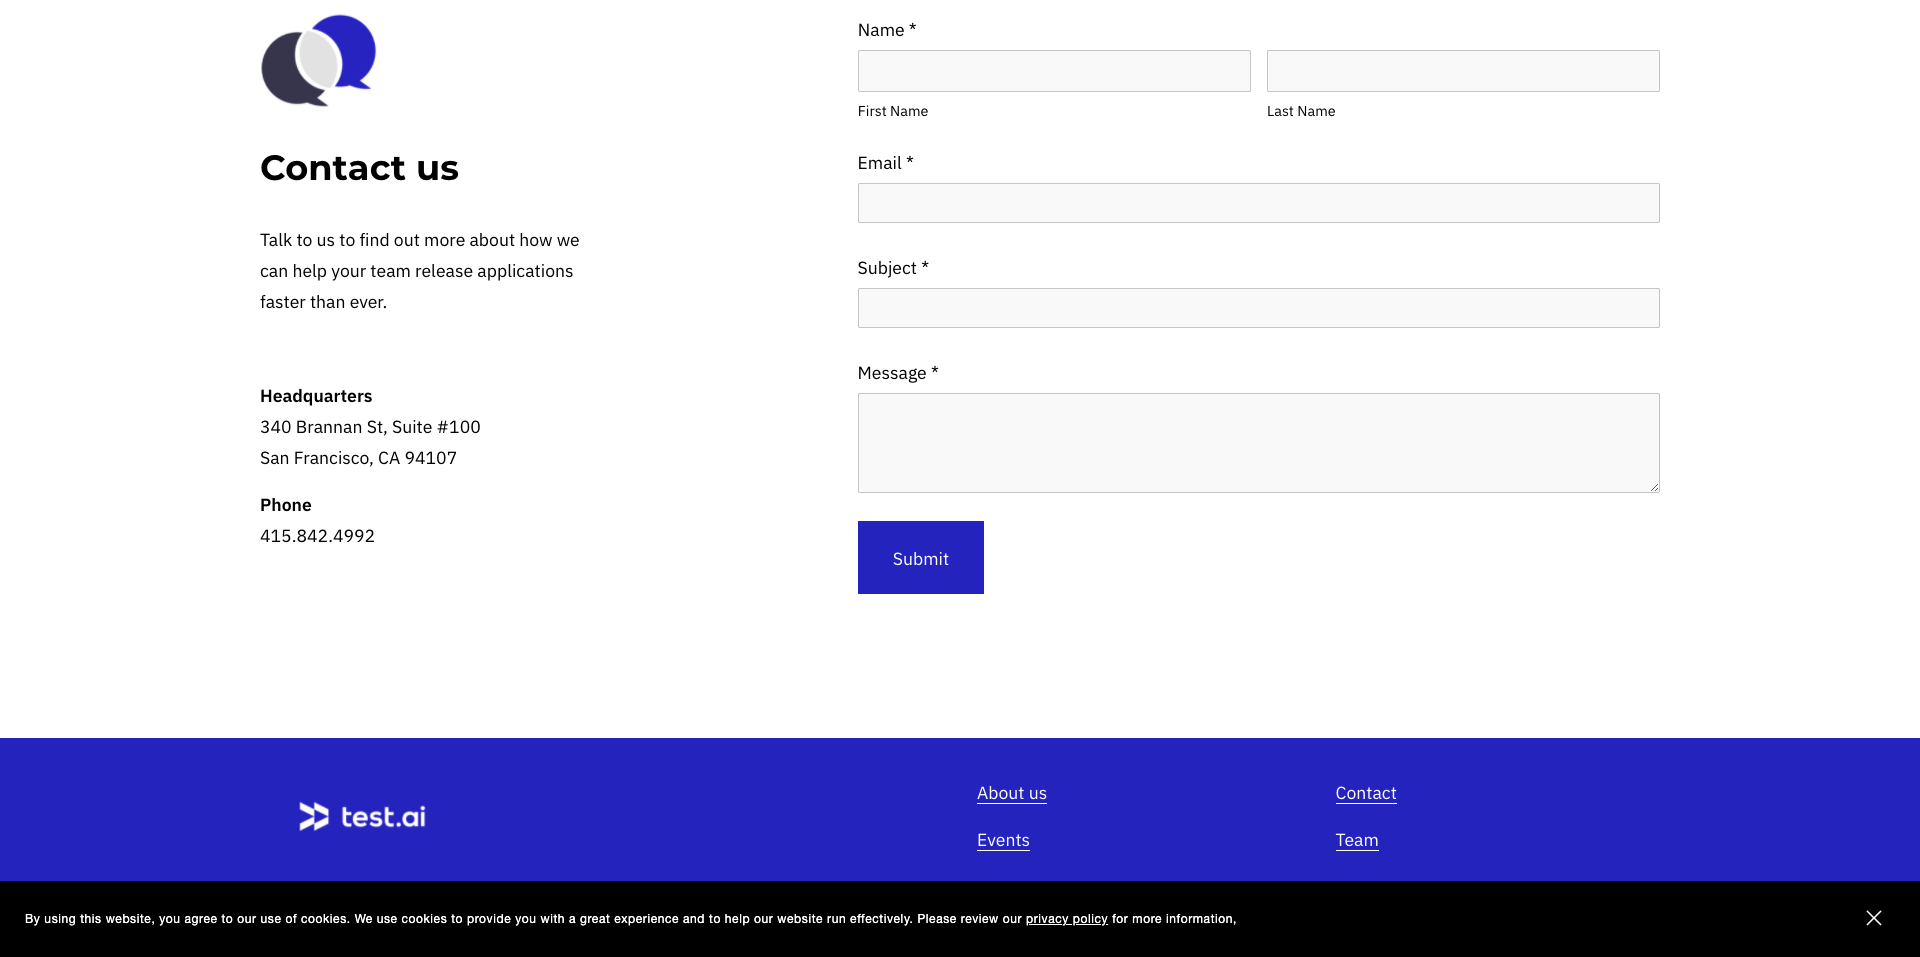 Contact us
Talk to us to find out more about how we
can help your team release applications
faster than ever.
Headquarters
340 Brannan St, Suite #100
San Francisco, CA 94107
Phone
415.842.4992
Name *
First Name
Last Name
Email *
Subject *
Message *
Submit
test.ai
About us
Events
Contact
Team
By using this website, you agree to our use of cookies. We use cookies to provide you with a great experience and to help our website run effectively. Please review our privacy policy for more information,